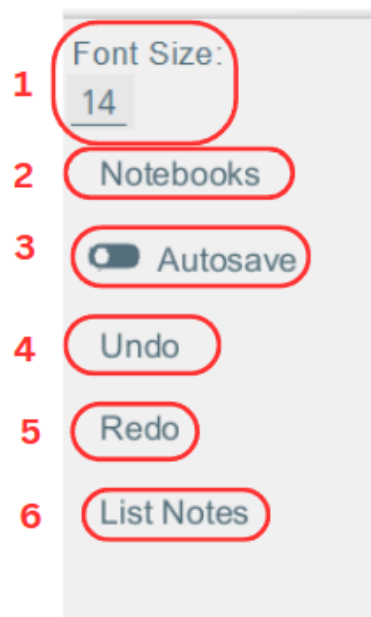 Font Size:
1
14
2 Notebooks
3 Autosave
4 Undo
5 Redo
6 List Notes